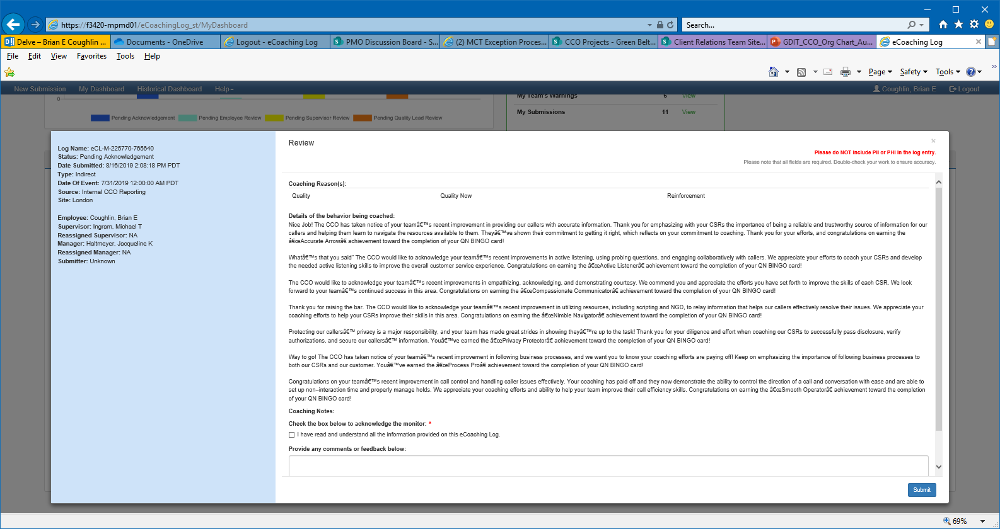 https://f3420-mpmd01/eCoachingLog_st/MyDashboard
Search...
Delve – Brian E Coughlin ...
Documents - OneDrive
Logout - eCoaching Log
PMO Discussion Board - S...
(2) MCT Exception Proces...
CCO Projects - Green Belt...
Client Relations Team Site...
GDIT_CCO_Org Chart_Au...
eCoaching Log
File Edit View Favorites Tools Help
Page Safety Tools
New Submission My Dashboard Historical Dashboard Help
Coughlin, Brian E Logout
0
Pending Acknowledgement Pending Employee Review Pending Supervisor Review Pending Quality Lead Review
My Team's Warnings 6 View
My Submissions 11 View
Log Name: eCL-M-225770-765640
Status: Pending Acknowledgement
Date Submitted: 8/16/2019 2:08:18 PM PDT
Type: Indirect
Date Of Event: 7/31/2019 12:00:00 AM PDT
Source: Internal CCO Reporting
Site: London
Employee: Coughlin, Brian E
Supervisor: Ingram, Michael T
Reassigned Supervisor: NA
Manager: Haltmeyer, Jacqueline K
Reassigned Manager: NA
Submitter: Unknown
Review
Please do NOT include PII or PHI in the log entry.
Please note that all fields are required. Double-check your work to ensure accuracy.
Coaching Reason(s):
Quality Quality Now Reinforcement
Details of the behavior being coached:
Nice Job! The CCO has taken notice of your teamâ€™s recent improvement in providing our callers with accurate information. Thank you for emphasizing with your CSRs the importance of being a reliable and trustworthy source of information for our
callers and helping them learn to navigate the resources available to them. Theyâ€™ve shown their commitment to getting it right, which reflects on your commitment to coaching. Thank you for your efforts, and congratulations on earning the
â€œAccurate Arrowâ€ achievement toward the completion of your QN BINGO card!
Whatâ€™s that you said" The CCO would like to acknowledge your teamâ€™s recent improvements in active listening, using probing questions, and engaging collaboratively with callers. We appreciate your efforts to coach your CSRs and develop
the needed active listening skills to improve the overall customer service experience. Congratulations on earning the â€œActive Listenerâ€ achievement toward the completion of your QN BINGO card!
The CCO would like to acknowledge your teamâ€™s recent improvements in empathizing, acknowledging, and demonstrating courtesy. We commend you and appreciate the efforts you have set forth to improve the skills of each CSR. We look
forward to your teamâ€™s continued success in this area. Congratulations on earning the â€œCompassionate Communicatorâ€ achievement toward the completion of your QN BINGO card!
Thank you for raising the bar. The CCO would like to acknowledge your teamâ€™s recent improvement in utilizing resources, including scripting and NGD, to relay information that helps our callers effectively resolve their issues. We appreciate your
coaching efforts to help your CSRs improve their skills in this area. Congratulations on earning the â€œNimble Navigatorâ€ achievement toward the completion of your QN BINGO card!
Protecting our callersâ€™ privacy is a major responsibility, and your team has made great strides in showing theyâ€™re up to the task! Thank you for your diligence and effort when coaching our CSRs to successfully pass disclosure, verify
authorizations, and secure our callersâ€™ information. Youâ€™ve earned the â€œPrivacy Protectorâ€ achievement toward the completion of your QN BINGO card!
Way to go! The CCO has taken notice of your teamâ€™s recent improvement in following business processes, and we want you to know your coaching efforts are paying off! Keep on emphasizing the importance of following business processes to
both our CSRs and our customer. Youâ€™ve earned the â€œProcess Proâ€ achievement toward the completion of your QN BINGO card!
Congratulations on your teamâ€™s recent improvement in call control and handling caller issues effectively. Your coaching has paid off and they now demonstrate the ability to control the direction of a call and conversation with ease and are able to
set up non–interaction time and properly manage holds. We appreciate your coaching efforts and ability to help your team improve their call efficiency skills. Congratulations on earning the â€œSmooth Operatorâ€ achievement toward the completion
of your QN BINGO card!
Coaching Notes:
Check the box below to acknowledge the monitor: *
I have read and understand all the information provided on this eCoaching Log.
Provide any comments or feedback below:
Submit
69%